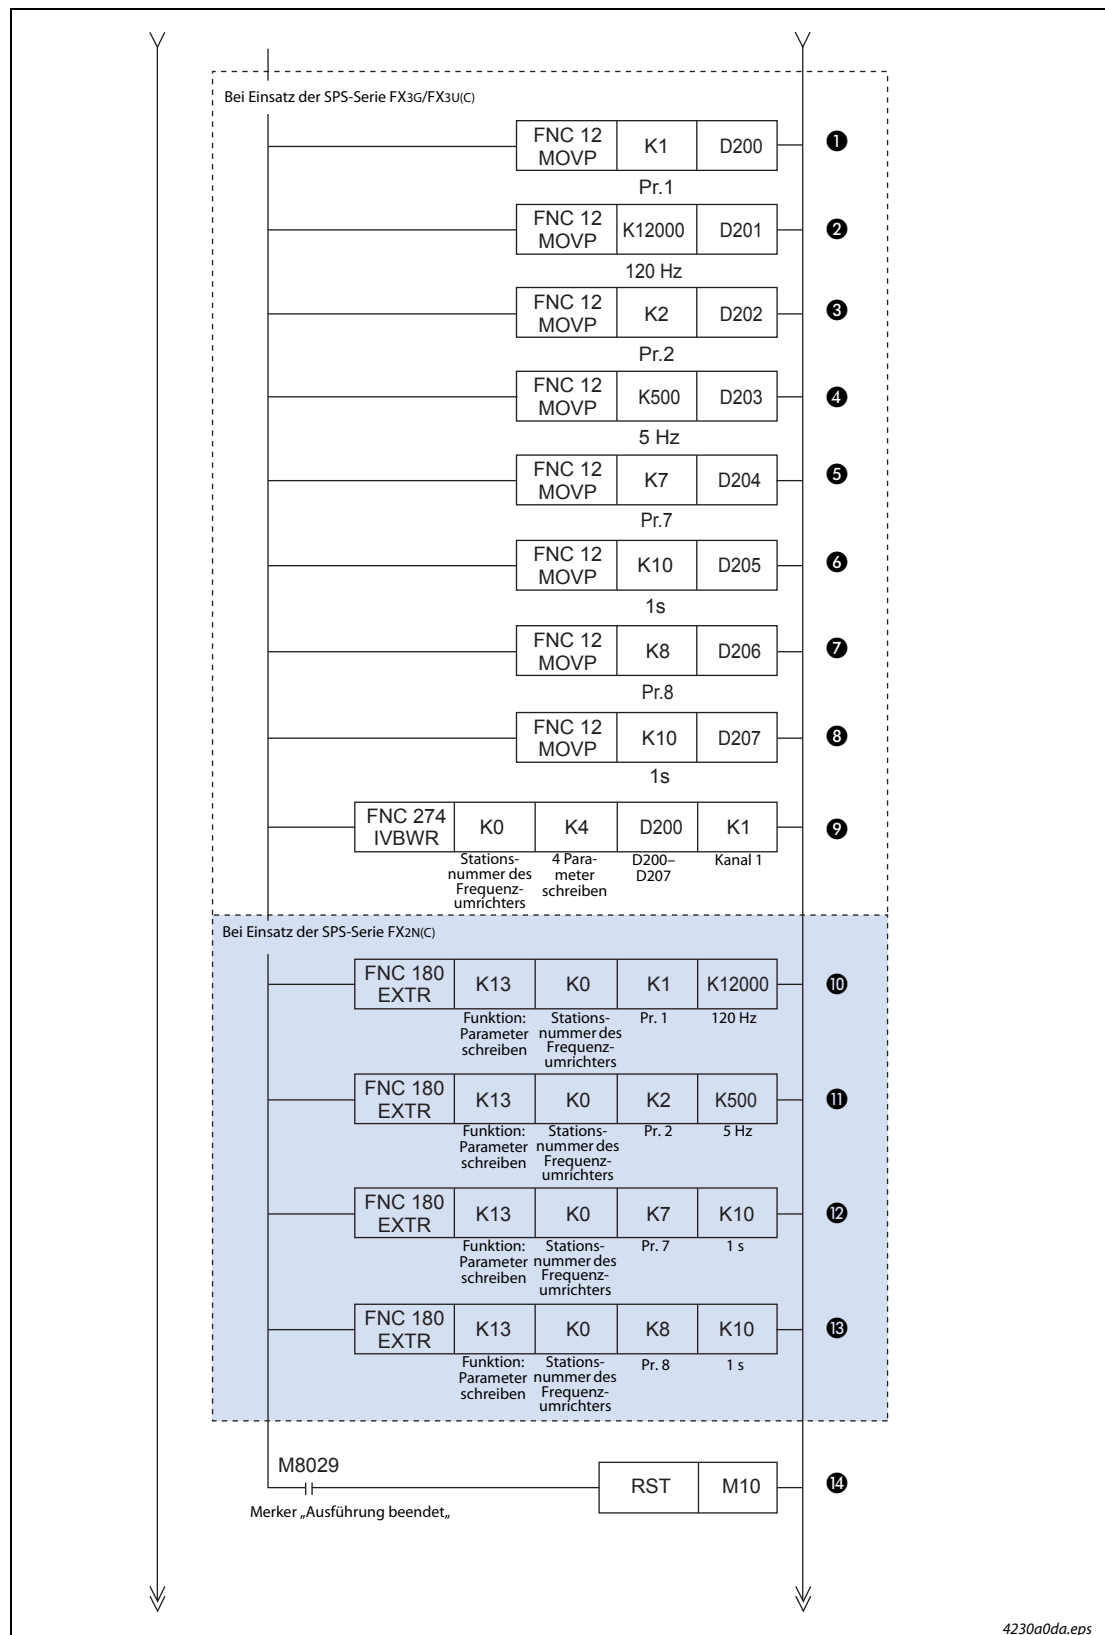 Bei Einsatz der SPS-Serie FX3G/FX3U(C)
FNC 12 MOVP K1 D200 ❶
Pr.1
FNC 12 MOVP K12000 D201 ❷
120 Hz
FNC 12 MOVP K2 D202 ❸
Pr.2
FNC 12 MOVP K500 D203 ❹
5 Hz
FNC 12 MOVP K7 D204 ❺
Pr.7
FNC 12 MOVP K10 D205 ❻
1s
FNC 12 MOVP K8 D206 ❼
Pr.8
FNC 12 MOVP K10 D207 ❽
1s
FNC 274 IVBWR K0 K4 D200 K1 ❾
Stations- 4 Para- D200– Kanal 1
nummer des meter D207
Frequenz- schreiben
umrichters
Bei Einsatz der SPS-Serie FX2N(C)
FNC 180 EXTR K13 K0 K1 K12000 ❿
Funktion: Stations- Pr. 1 120 Hz
Parameter nummer des
schreiben Frequenz-
umrichters
FNC 180 EXTR K13 K0 K2 K500 ⓫
Funktion: Stations- Pr. 2 5 Hz
Parameter nummer des
schreiben Frequenz-
umrichters
FNC 180 EXTR K13 K0 K7 K10 ⓬
Funktion: Stations- Pr. 7 1 s
Parameter nummer des
schreiben Frequenz-
umrichters
FNC 180 EXTR K13 K0 K8 K10 ⓭
Funktion: Stations- Pr. 8 1 s
Parameter nummer des
schreiben Frequenz-
umrichters
M8029 RST M10 ⓮
Merker „Ausführung beendet„
4230a0da.eps